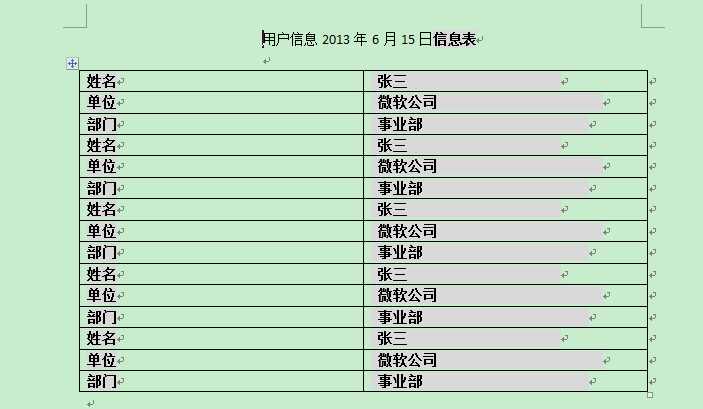 用户信息 2013 年 6 月 15 日信息表
姓名 张三
单位 微软公司
部门 事业部
姓名 张三
单位 微软公司
部门 事业部
姓名 张三
单位 微软公司
部门 事业部
姓名 张三
单位 微软公司
部门 事业部
姓名 张三
单位 微软公司
部门 事业部